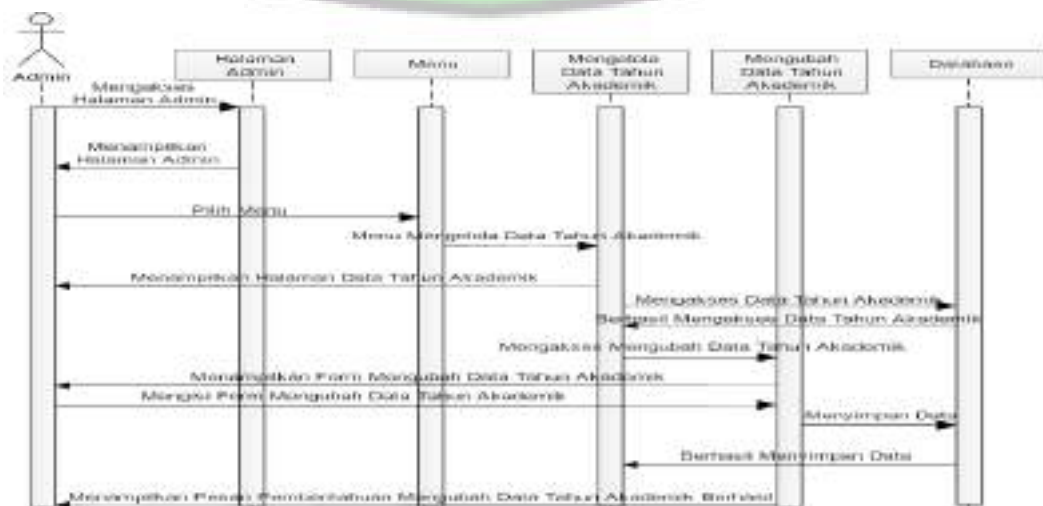 Admin
Halaman
Admin
Menu
Mengelola
Data Tahun
Akademik
Mengubah
Data Tahun
Akademik
Database
Mengakses
Halaman Admin
Menampilkan
Halaman Admin
Pilih Menu
Menu Mengelola Data Tahun Akademik
Menampilkan Halaman Data Tahun Akademik
Mengakses Data Tahun Akademik
Berhasil Mengakses Data Tahun Akademik
Mengakses Mengubah Data Tahun Akademik
Menampilkan Form Mengubah Data Tahun Akademik
Mengisi Form Mengubah Data Tahun Akademik
Menyimpan Data
Berhasil Menyimpan Data
Menampilkan Pesan Pemberitahuan Mengubah Data Tahun Akademik Berhasil